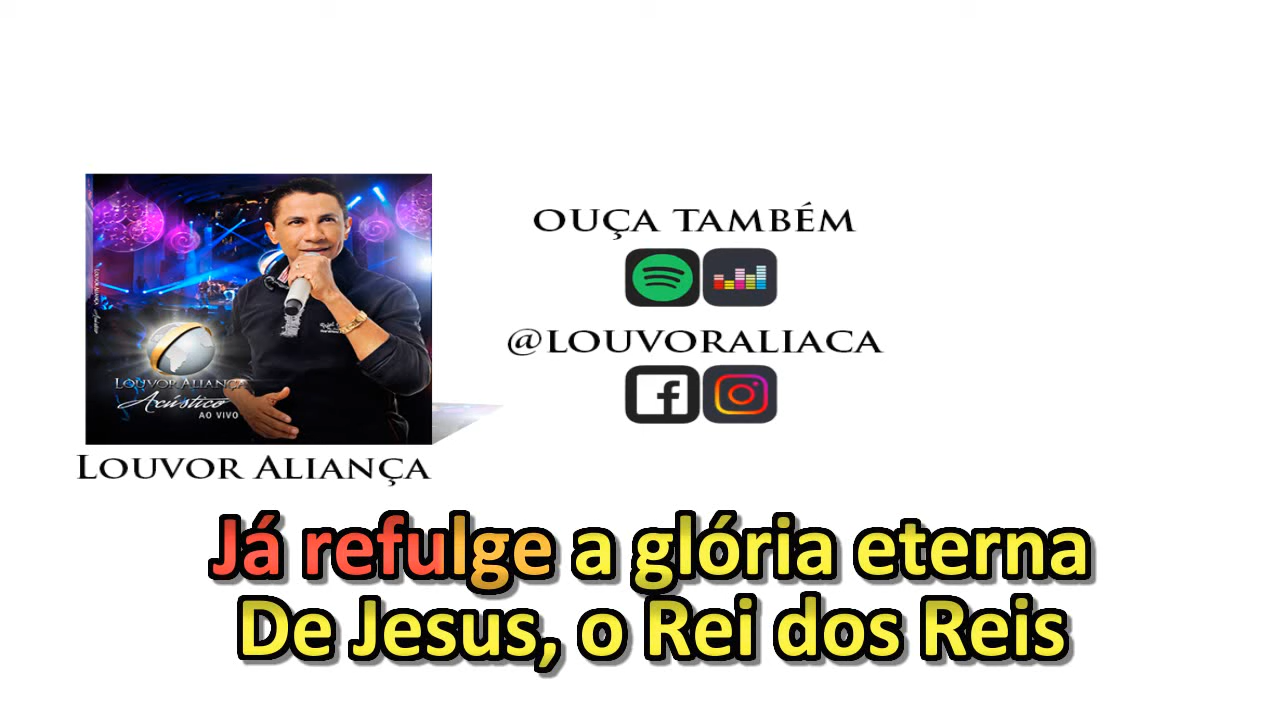 OUÇA TAMBÉM
@LOUVORALIACA
LOUVOR ALIANÇA
Acústico
AO VIVO
LOUVOR ALIANÇA
Já refulge a glória eterna
De Jesus, o Rei dos Reis